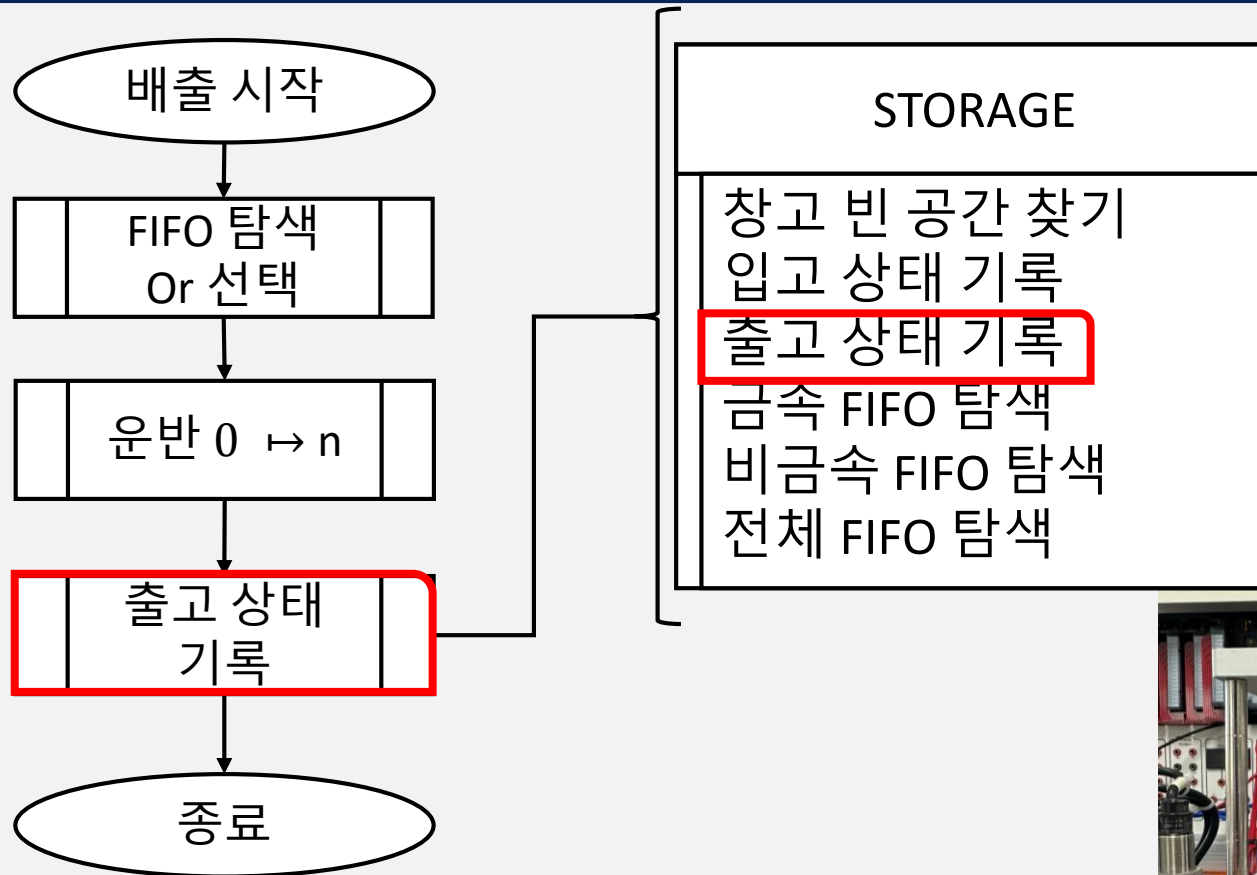 배출 시작
FIFO 탐색
Or 선택
운반 0 ↦ n
출고 상태
기록
종료
STORAGE
창고 빈 공간 찾기
입고 상태 기록
출고 상태 기록
금속 FIFO 탐색
비금속 FIFO 탐색
전체 FIFO 탐색